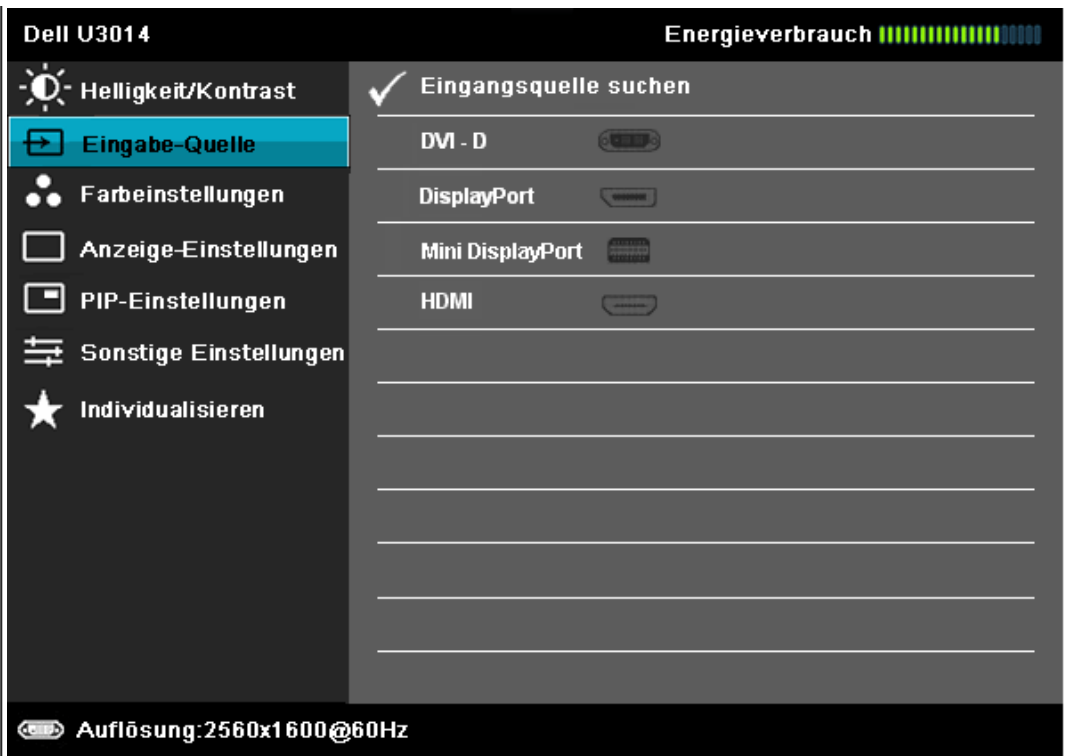 Dell U3014
Energieverbrauch
Helligkeit/Kontrast
Eingabe-Quelle
Farbeinstellungen
Anzeige-Einstellungen
PIP-Einstellungen
Sonstige Einstellungen
Individualisieren
Eingangsquelle suchen
DVI - D
DisplayPort
Mini DisplayPort
HDMI
Auflösung:2560x1600@60Hz